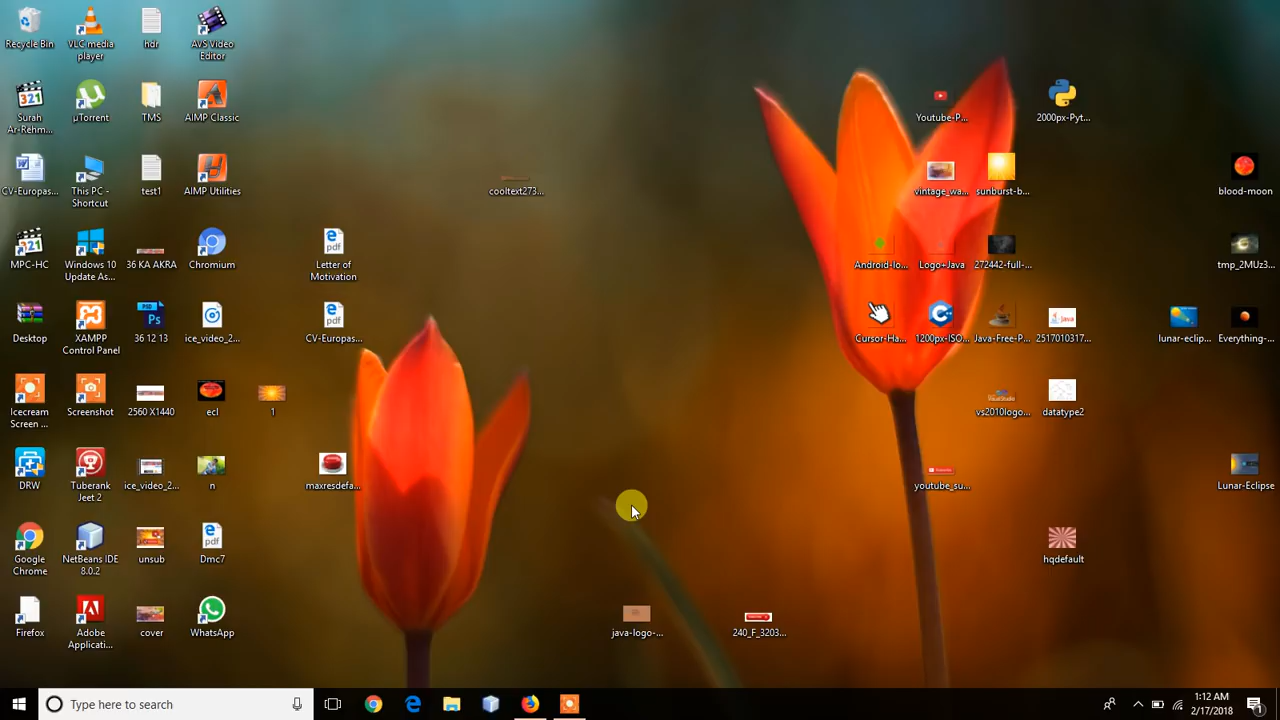 Recycle Bin
VLC media
player
hdr
AVS Video
Editor
Surah
Ar-Rehm...
µTorrent
TMS
AIMP Classic
CV-Europas...
This PC -
Shortcut
test1
AIMP Utilities
MPC-HC
Windows 10
Update As...
36 KA AKRA
Chromium
Desktop
XAMPP
Control Panel
36 12 13
ice_video_2...
Icecream
Screen ...
Screenshot
2560 X1440
ecl
1
DRW
Tuberank
Jeet 2
ice_video_2...
n
Google
Chrome
NetBeans IDE
8.0.2
unsub
Dmc7
Firefox
Adobe
Applicati...
cover
WhatsApp
Letter of
Motivation
CV-Europas...
maxresdefa...
cooltext273...
java-logo-...
240_F_3203...
Youtube-P...
2000px-Pyt...
vintage_wa...
sunburst-b...
blood-moon
Android-lo...
Logo+Java
272442-full-...
tmp_2MUz3...
Cursor-Ha...
1200px-ISO...
Java-Free-P...
2517010317...
lunar-eclip...
Everything-...
vs2010logo...
datatype2
youtube_su...
Lunar-Eclipse
hqdefault
Type here to search
1:12 AM
2/17/2018